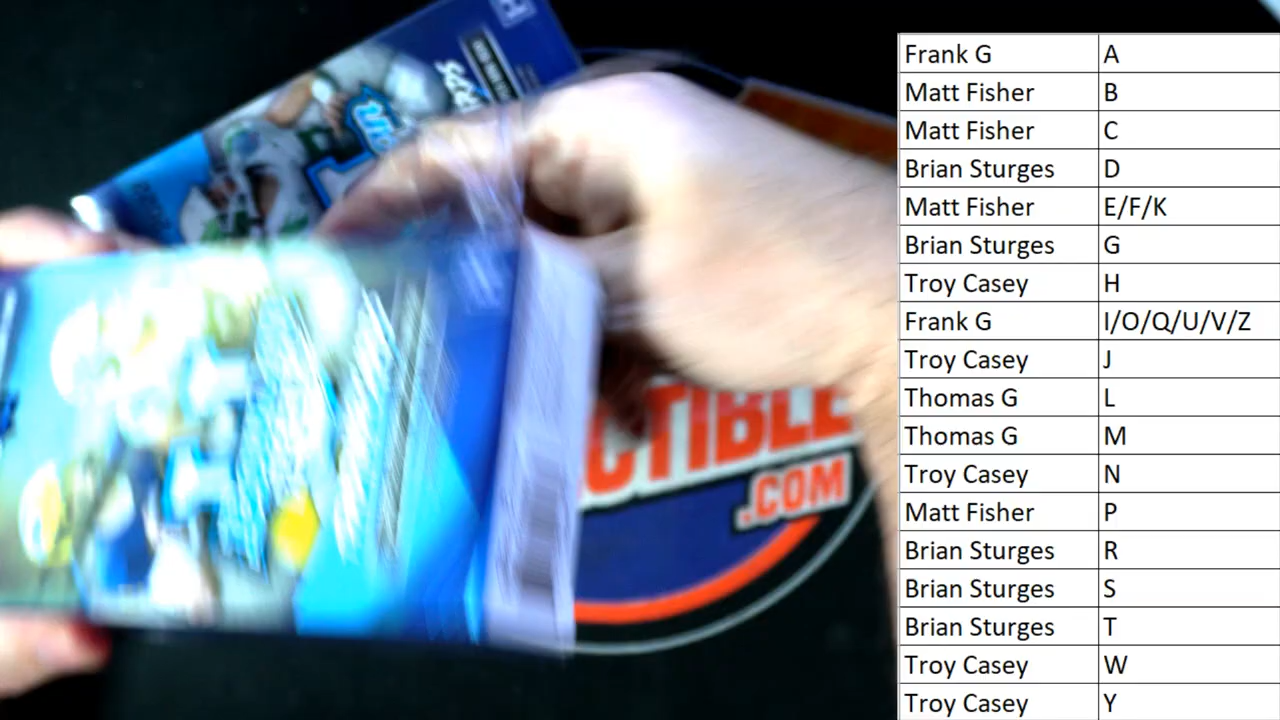 H
CTIBLE
.COM
Frank G A
Matt Fisher B
Matt Fisher C
Brian Sturges D
Matt Fisher E/F/K
Brian Sturges G
Troy Casey H
Frank G I/O/Q/U/V/Z
Troy Casey J
Thomas G L
Thomas G M
Troy Casey N
Matt Fisher P
Brian Sturges R
Brian Sturges S
Brian Sturges T
Troy Casey W
Troy Casey Y